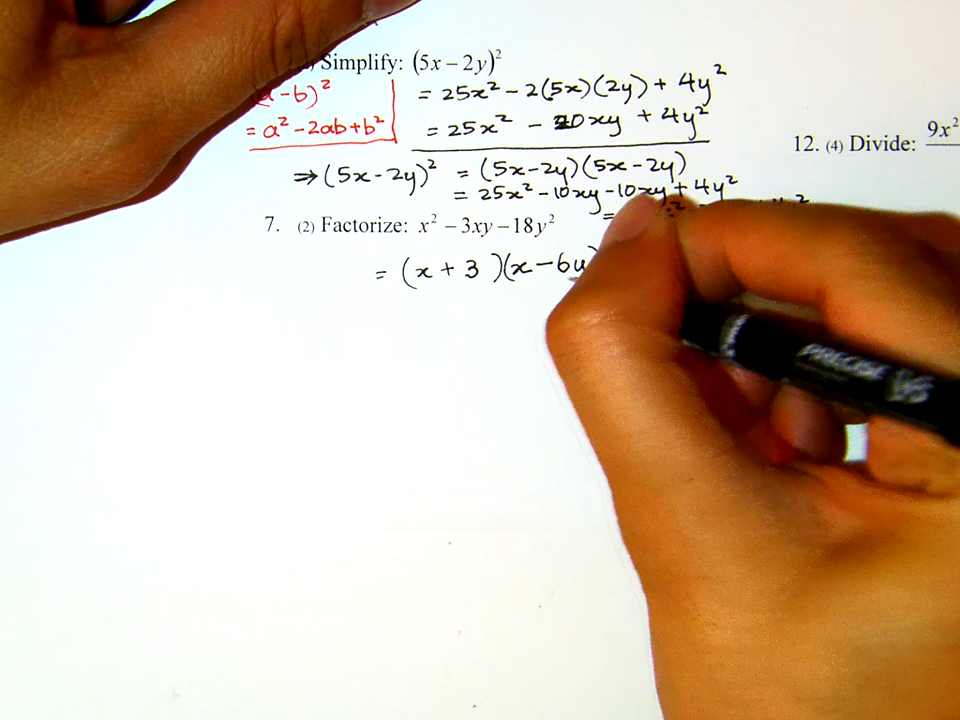 Simplify: (5x − 2y)²
− b)²
= a² − 2ab + b²
= 25x² − 2(5x)(2y) + 4y²
= 25x² − 20xy + 4y²
⇒ (5x − 2y)² = (5x − 2y)(5x − 2y)
= 25x² − 10xy − 10xy + 4y²
=
7. (2) Factorize: x² − 3xy − 18y²
= (x + 3 )(x − 6y
12. (4) Divide: 9x²
PRECISE V5